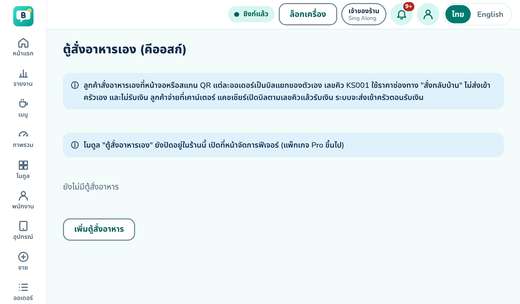 B
ซิงก์แล้ว
ล็อกเครื่อง
เจ้าของร้าน
Sing Along
9+
ไทย
English
หน้าแรก
รายงาน
เมนู
ภาพรวม
โมดูล
พนักงาน
อุปกรณ์
ขาย
ออเดอร์
ตู้สั่งอาหารเอง (คีออสก์)
ลูกค้าสั่งอาหารเองที่หน้าจอหรือสแกน QR แต่ละออเดอร์เป็นบิลแยกของตัวเอง เลขคิว KS001 ใช้ราคาช่องทาง "สั่งกลับบ้าน" ไม่ส่งเข้า
ครัวเอง และไม่รับเงิน ลูกค้าจ่ายที่เคาน์เตอร์ แคชเชียร์เปิดบิลตามเลขคิวแล้วรับเงิน ระบบจะส่งเข้าครัวตอนรับเงิน
โมดูล "ตู้สั่งอาหารเอง" ยังปิดอยู่ในร้านนี้ เปิดที่หน้าจัดการฟีเจอร์ (แพ็กเกจ Pro ขึ้นไป)
ยังไม่มีตู้สั่งอาหาร
เพิ่มตู้สั่งอาหาร